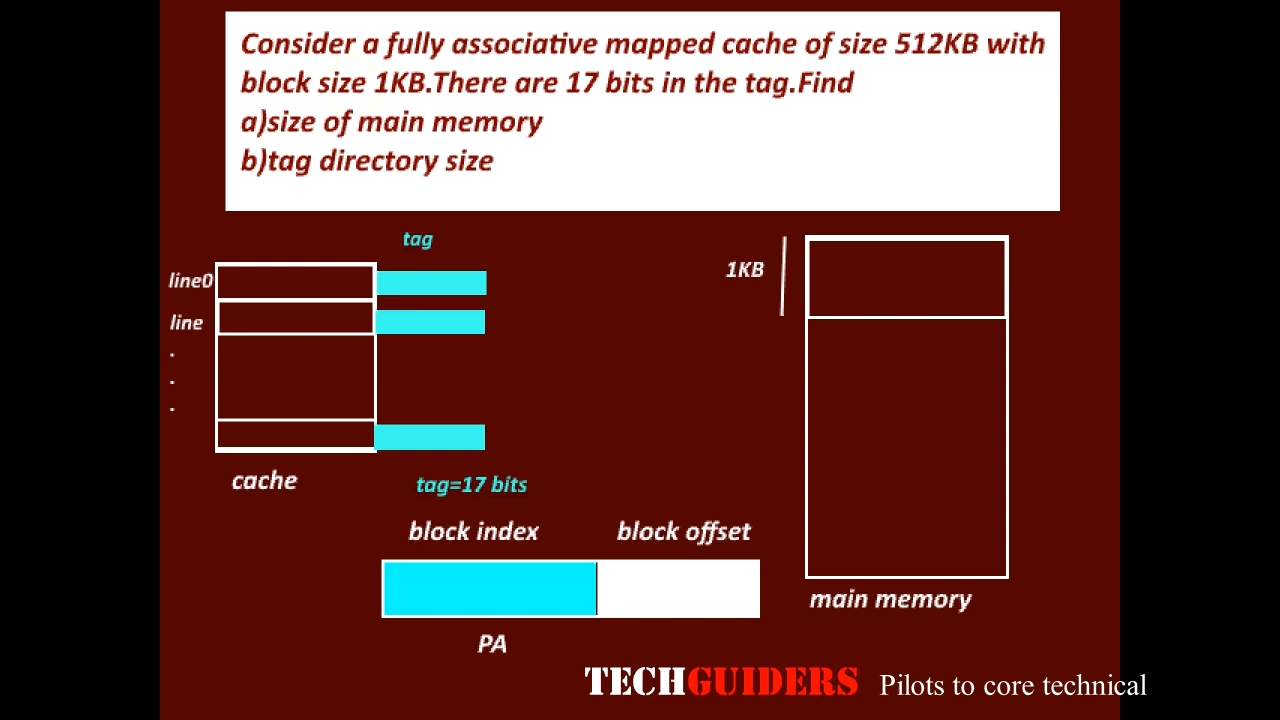 Consider a fully associative mapped cache of size 512KB with
block size 1KB.There are 17 bits in the tag.Find
a)size of main memory
b)tag directory size
tag
line0
line
.
.
.
cache
tag=17 bits
1KB
main memory
block index block offset
PA
TECHGUIDERS Pilots to core technical